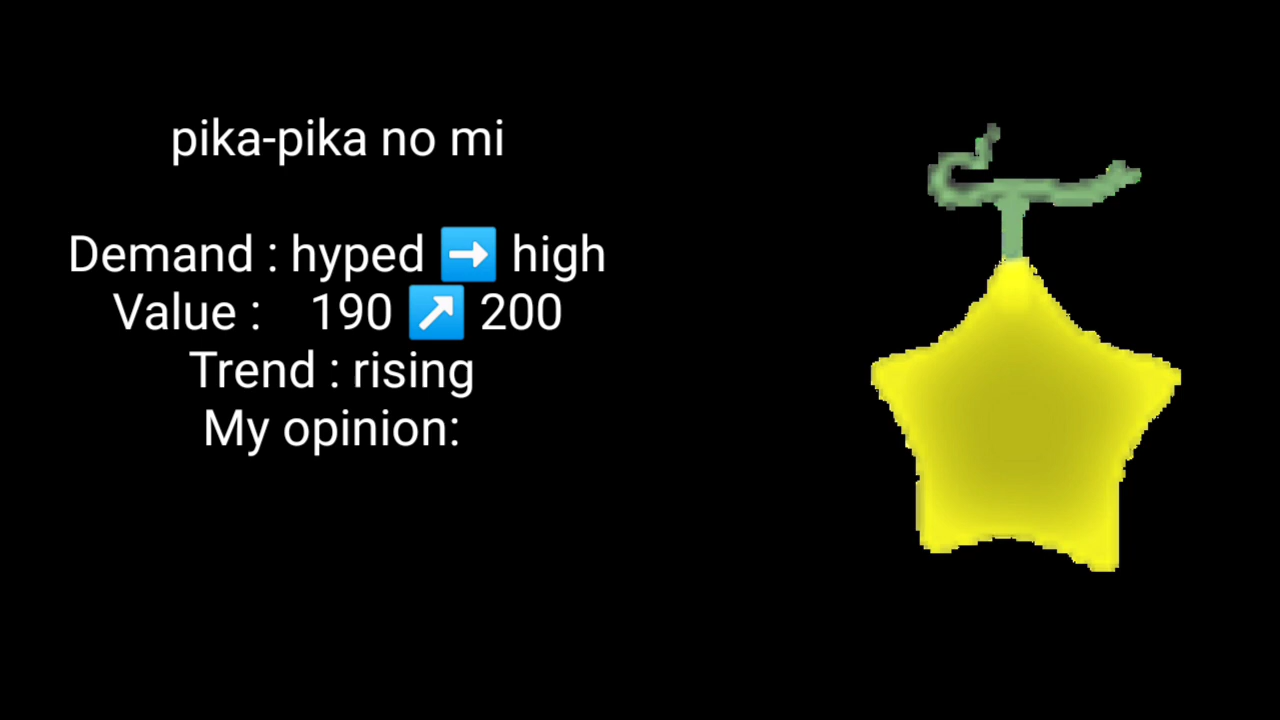 pika-pika no mi
Demand : hyped ➡️ high
Value : 190 ↗️ 200
Trend : rising
My opinion: